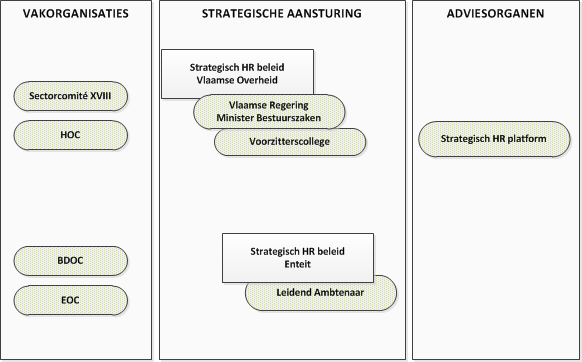 VAKORGANISATIES
Sectorcomité XVIII
HOC
BDOC
EOC
STRATEGISCHE AANSTURING
Strategisch HR beleid
Vlaamse Overheid
Vlaamse Regering
Minister Bestuurszaken
Voorzitterscollege
Strategisch HR beleid
Enteit
Leidend Ambtenaar
ADVIESORGANEN
Strategisch HR platform